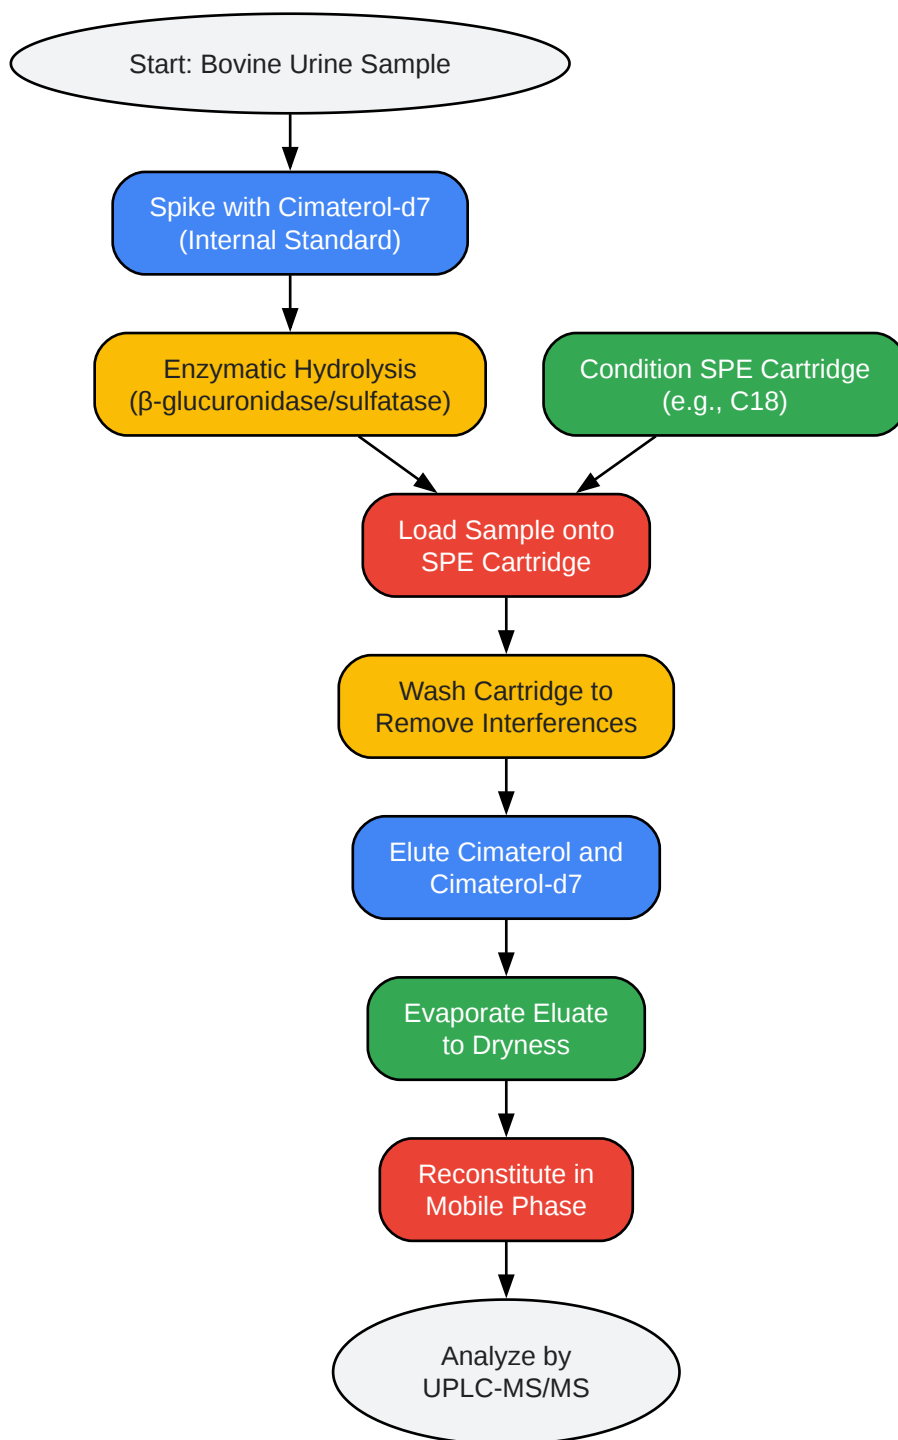 Start: Bovine Urine Sample
Spike with Cimaterol-d7
(Internal Standard)
Enzymatic Hydrolysis
(β-glucuronidase/sulfatase)
Condition SPE Cartridge
(e.g., C18)
Load Sample onto
SPE Cartridge
Wash Cartridge to
Remove Interferences
Elute Cimaterol and
Cimaterol-d7
Evaporate Eluate
to Dryness
Reconstitute in
Mobile Phase
Analyze by
UPLC-MS/MS